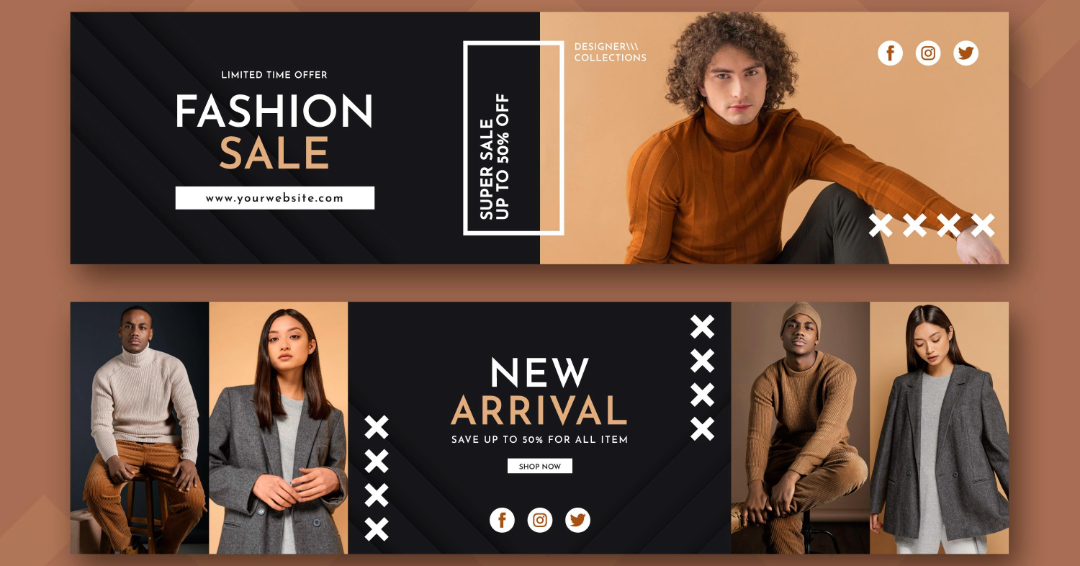 LIMITED TIME OFFER
FASHION
SALE
www.yourwebsite.com
SUPER SALE
UP TO 50% OFF
DESIGNER\\\
COLLECTIONS
NEW
ARRIVAL
SAVE UP TO 50% FOR ALL ITEM
SHOP NOW